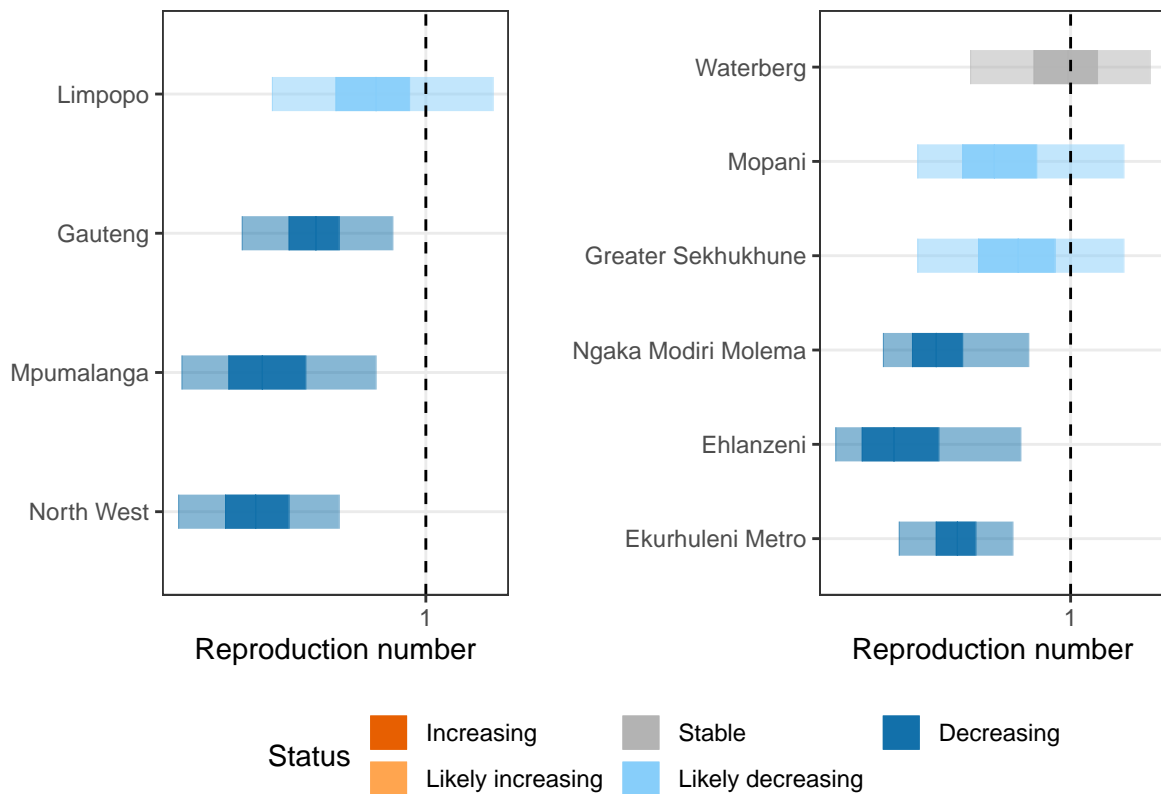 Limpopo
Gauteng
Mpumalanga
North West
1
Reproduction number
Waterberg
Mopani
Greater Sekhukhune
Ngaka Modiri Molema
Ehlanzeni
Ekurhuleni Metro
1
Reproduction number
Status
Increasing
Stable
Decreasing
Likely increasing
Likely decreasing